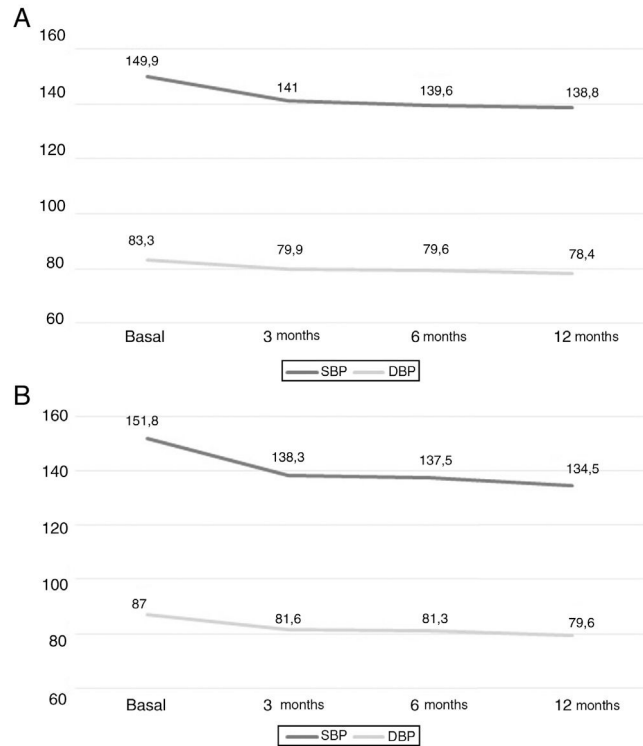 A
160
149,9
141
139,6
138,8
140
120
100
83,3
79,9
79,6
78,4
80
60
Basal
3 months
6 months
12 months
SBP
DBP
B
160
151,8
138,3
137,5
134,5
140
120
100
87
81,6
81,3
79,6
80
60
Basal
3 months
6 months
12 months
SBP
DBP